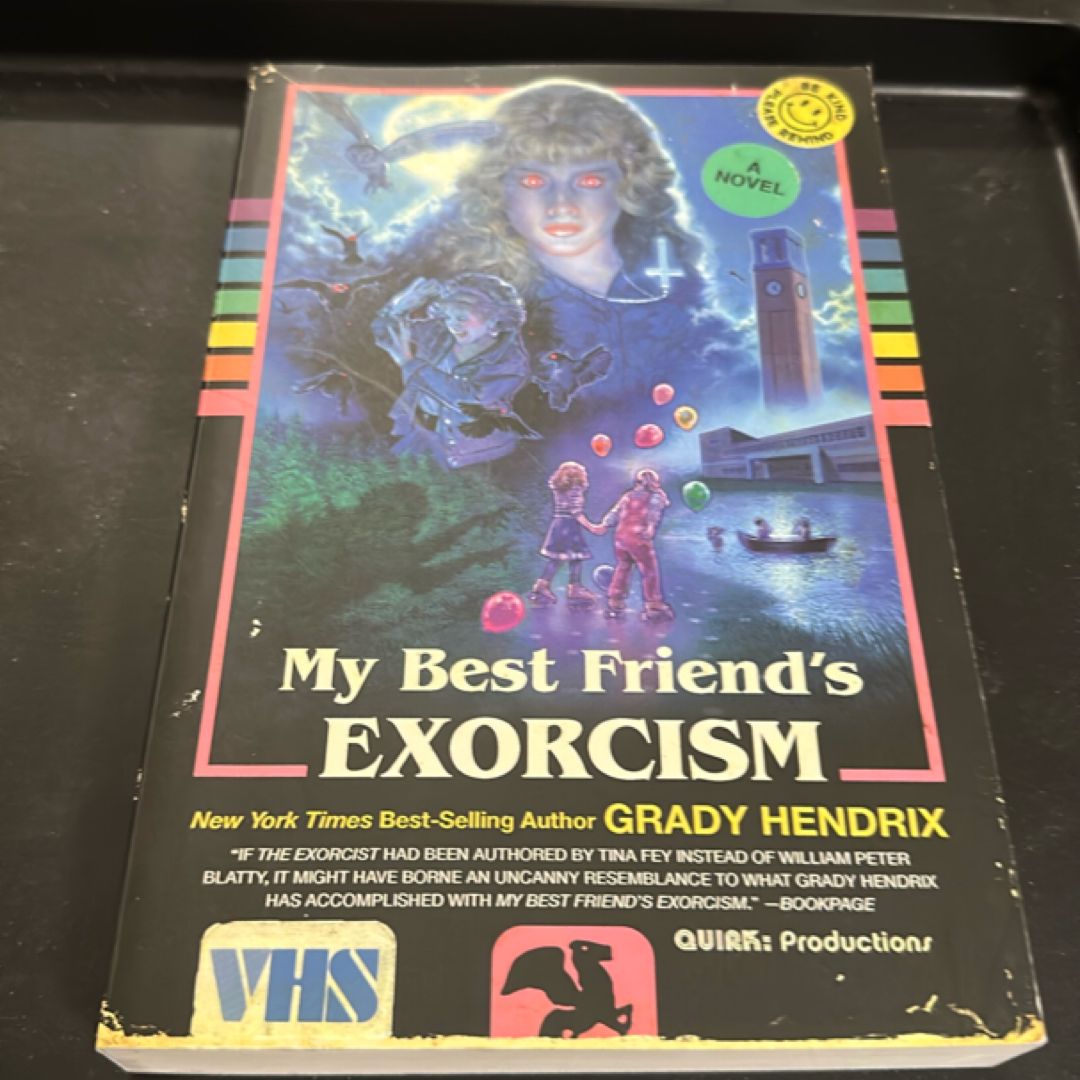 BE KIND
PLEASE REWIND
A
NOVEL
My Best Friend's
EXORCISM
New York Times Best-Selling Author GRADY HENDRIX
"IF THE EXORCIST HAD BEEN AUTHORED BY TINA FEY INSTEAD OF WILLIAM PETER
BLATTY, IT MIGHT HAVE BORNE AN UNCANNY RESEMBLANCE TO WHAT GRADY HENDRIX
HAS ACCOMPLISHED WITH MY BEST FRIEND'S EXORCISM." —BOOKPAGE
QUIRK: Productions
VHS